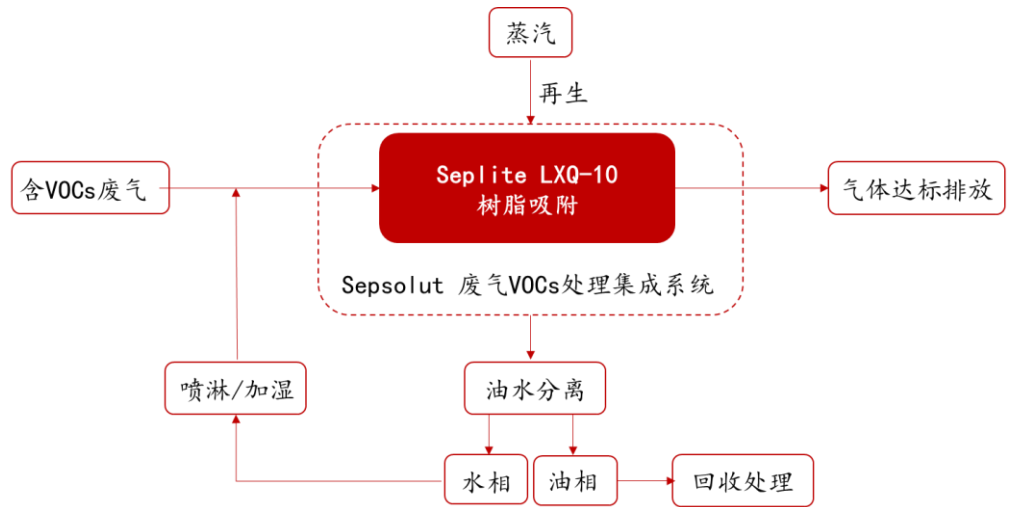 蒸汽
再生
含VOCs废气
Seplite LXQ-10
树脂吸附
气体达标排放
Sepsolut 废气VOCs处理集成系统
喷淋/加湿
油水分离
水相
油相
回收处理